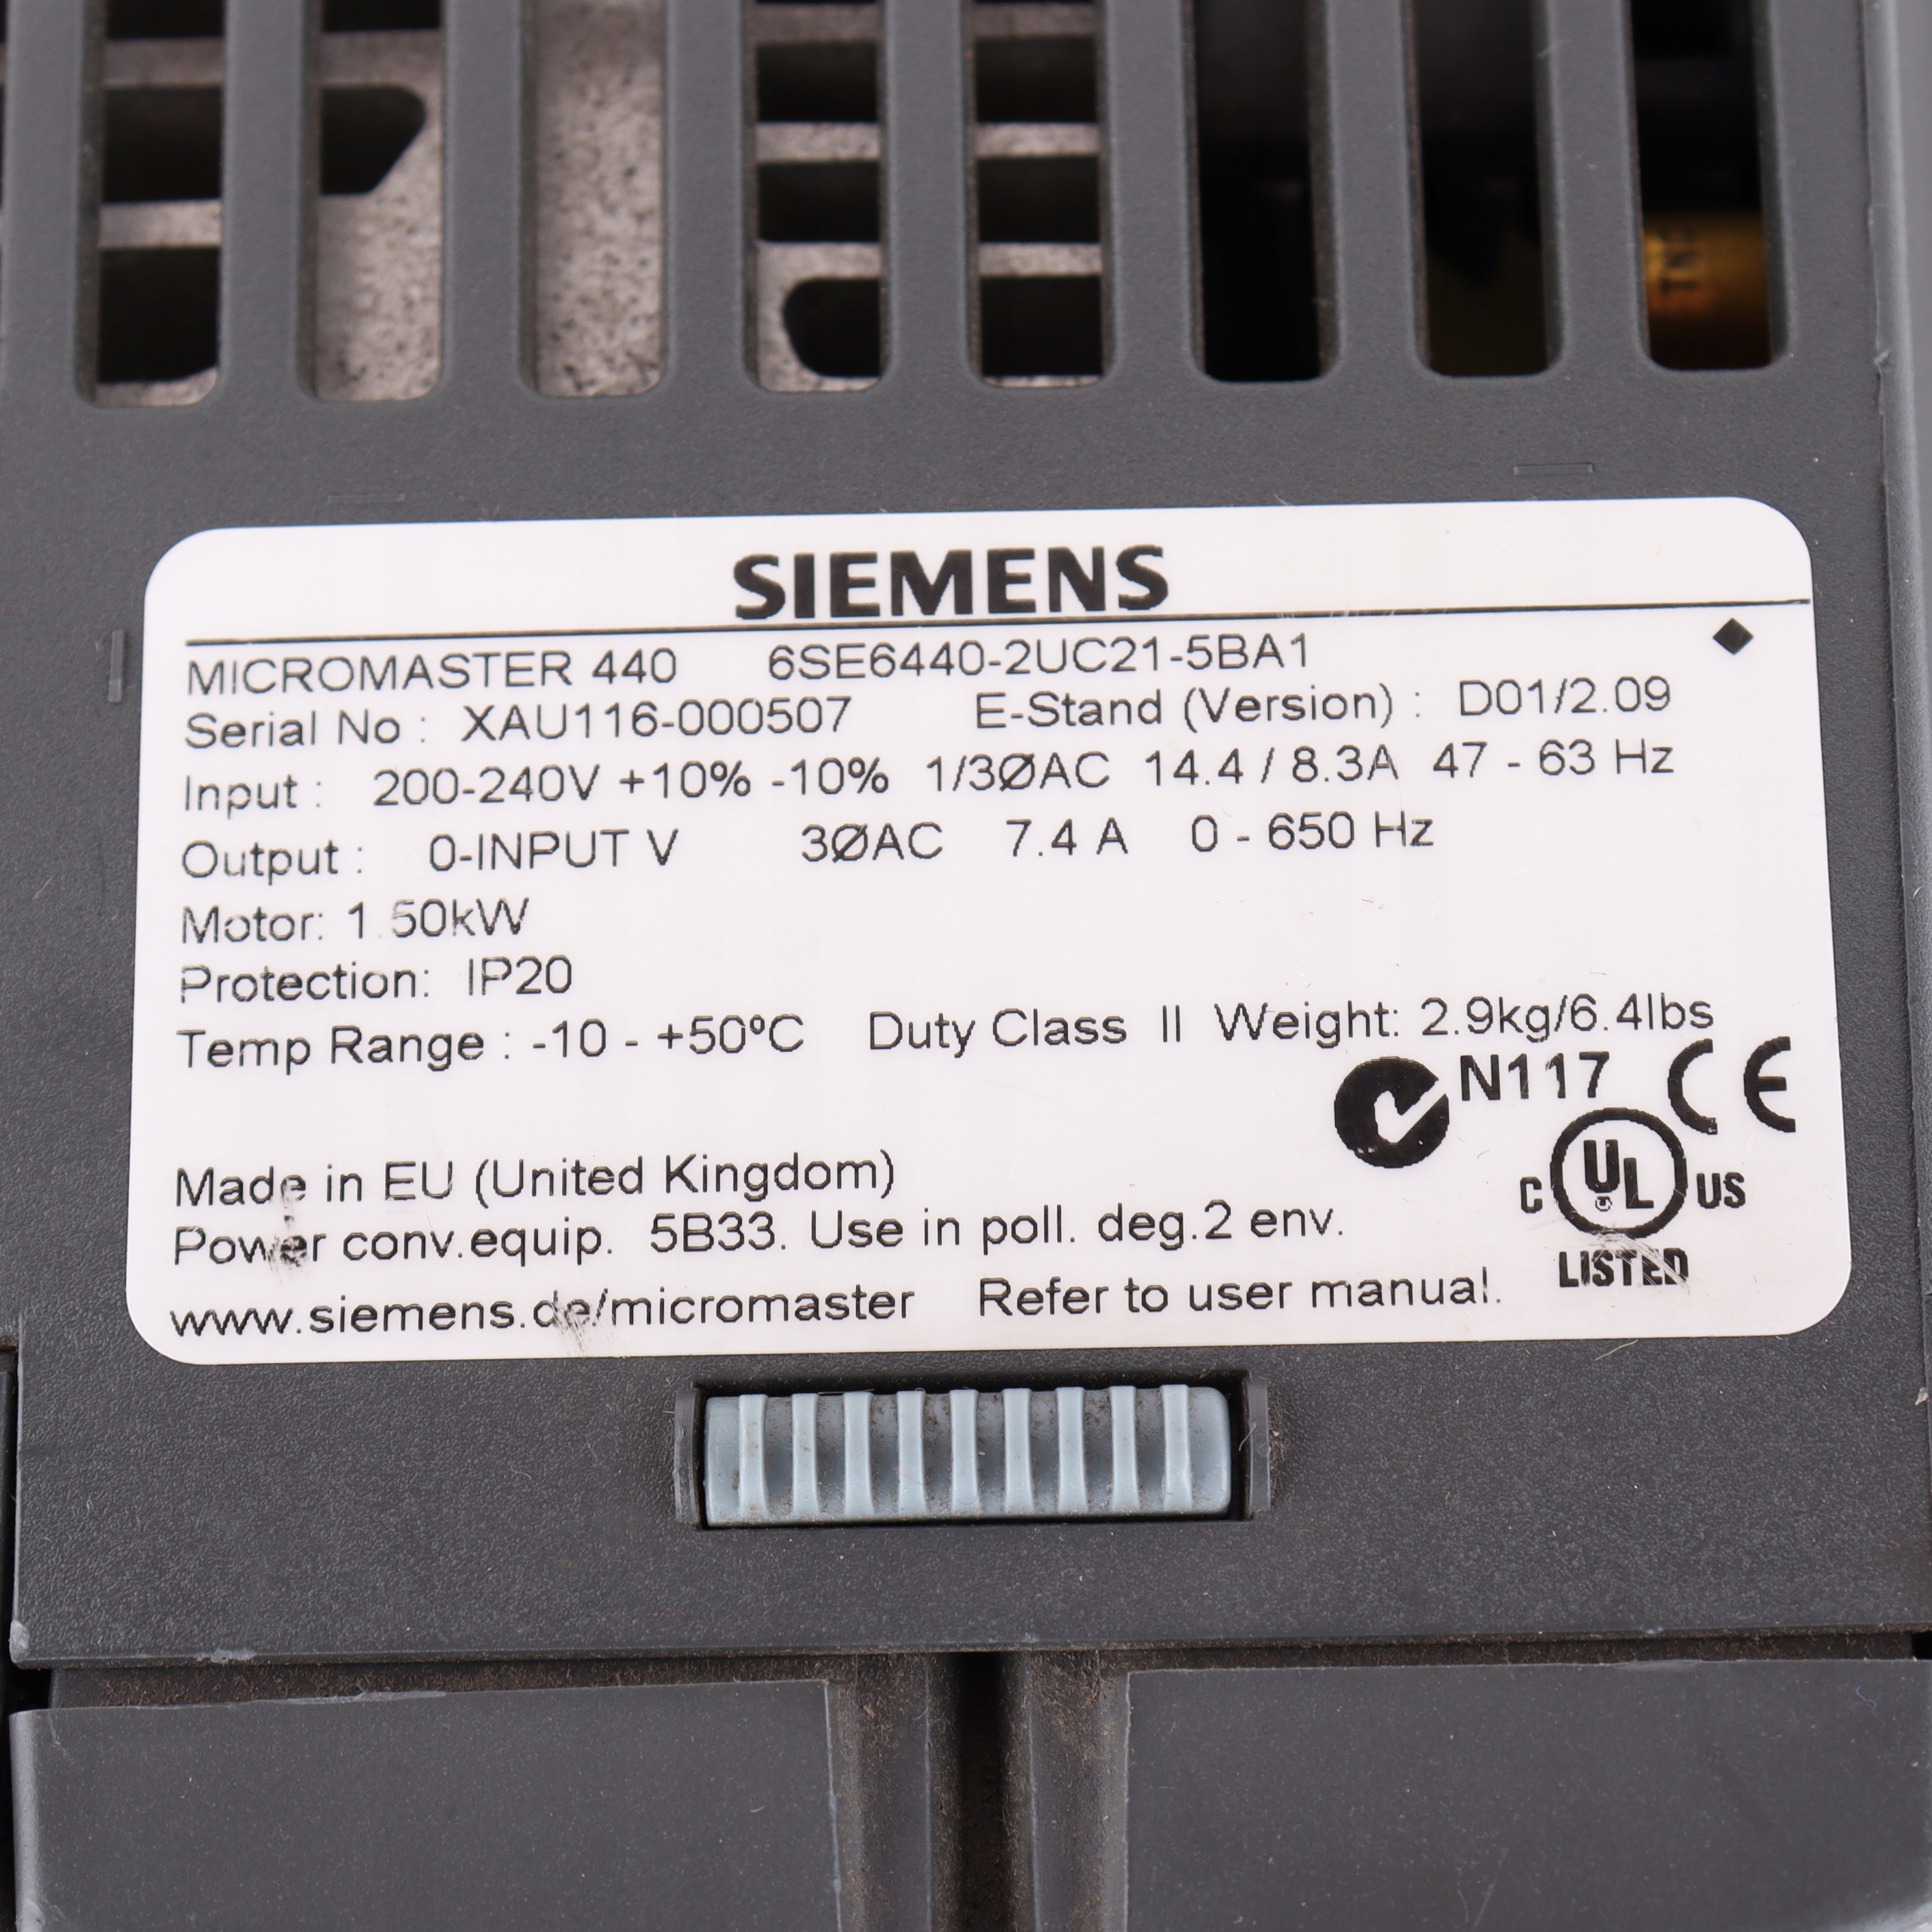 SIEMENS
MICROMASTER 440 6SE6440-2UC21-5BA1
Serial No : XAU116-000507 E-Stand (Version) : D01/2.09
Input : 200-240V +10% -10% 1/3ØAC 14.4 / 8.3A 47 - 63 Hz
Output : 0-INPUT V 3ØAC 7.4 A 0 - 650 Hz
Motor: 1.50kW
Protection: IP20
Temp Range : -10 - +50ºC Duty Class II Weight: 2.9kg/6.4lbs
N117 CE
Made in EU (United Kingdom)
C UL US
Power conv.equip. 5B33. Use in poll. deg.2 env.
LISTED
www.siemens.de/micromaster Refer to user manual.